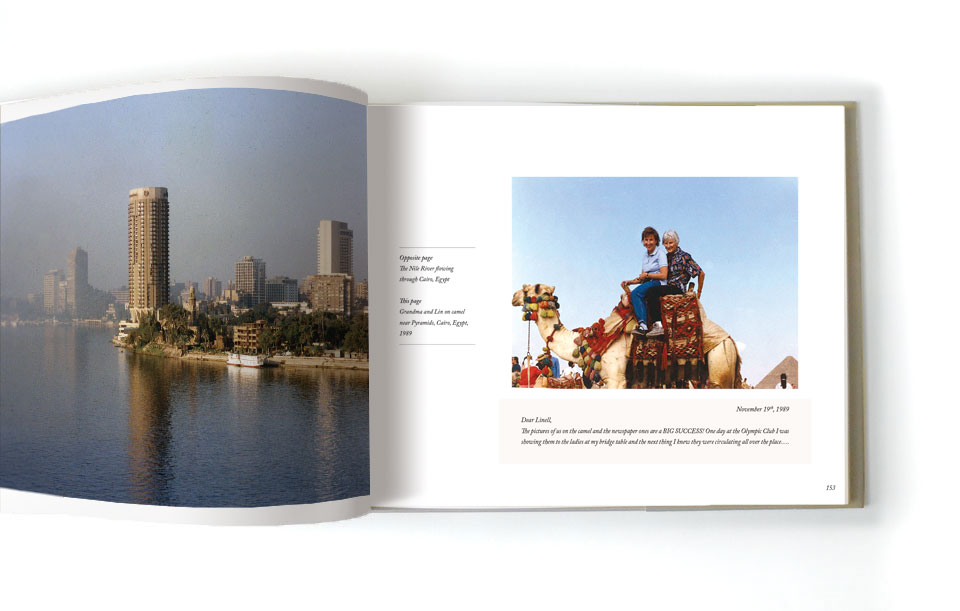 Opposite page
The Nile River flowing
through Cairo, Egypt
This page
Grandma and Lin on camel
near Pyramids, Cairo, Egypt,
1989
November 19th, 1989
Dear Linell,
The pictures of us on the camel and the newspaper ones are a BIG SUCCESS! One day at the Olympic Club I was
showing them to the ladies at my bridge table and the next thing I knew they were circulating all over the place....
153